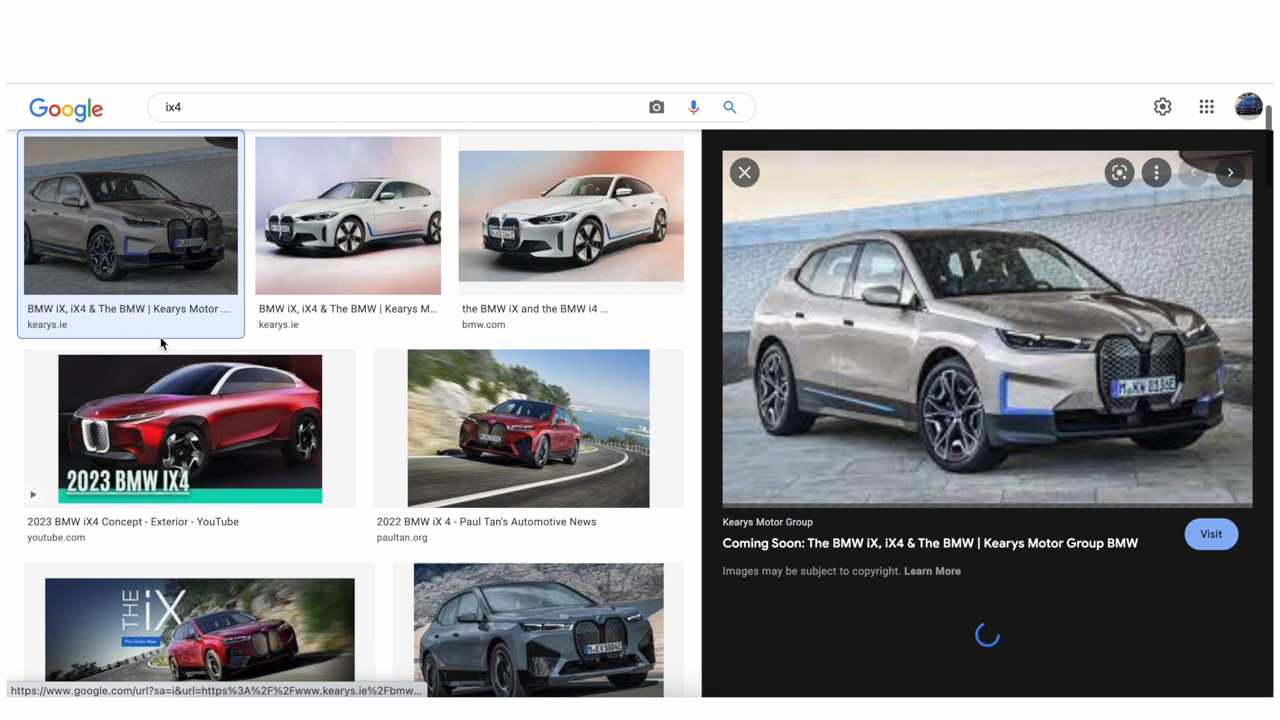 Google
ix4
BMW iX, iX4 & The BMW | Kearys Motor ...
kearys.ie
BMW iX, iX4 & The BMW | Kearys M...
kearys.ie
the BMW iX and the BMW i4 ...
bmw.com
2023 BMW IX4
2023 BMW iX4 Concept - Exterior - YouTube
youtube.com
2022 BMW iX 4 - Paul Tan's Automotive News
paultan.org
THE iX
Pre-Order Now
https://www.google.com/url?sa=i&url=https%3A%2F%2Fwww.kearys.ie%2Fbmw...
Kearys Motor Group
Visit
Coming Soon: The BMW iX, iX4 & The BMW | Kearys Motor Group BMW
Images may be subject to copyright. Learn More